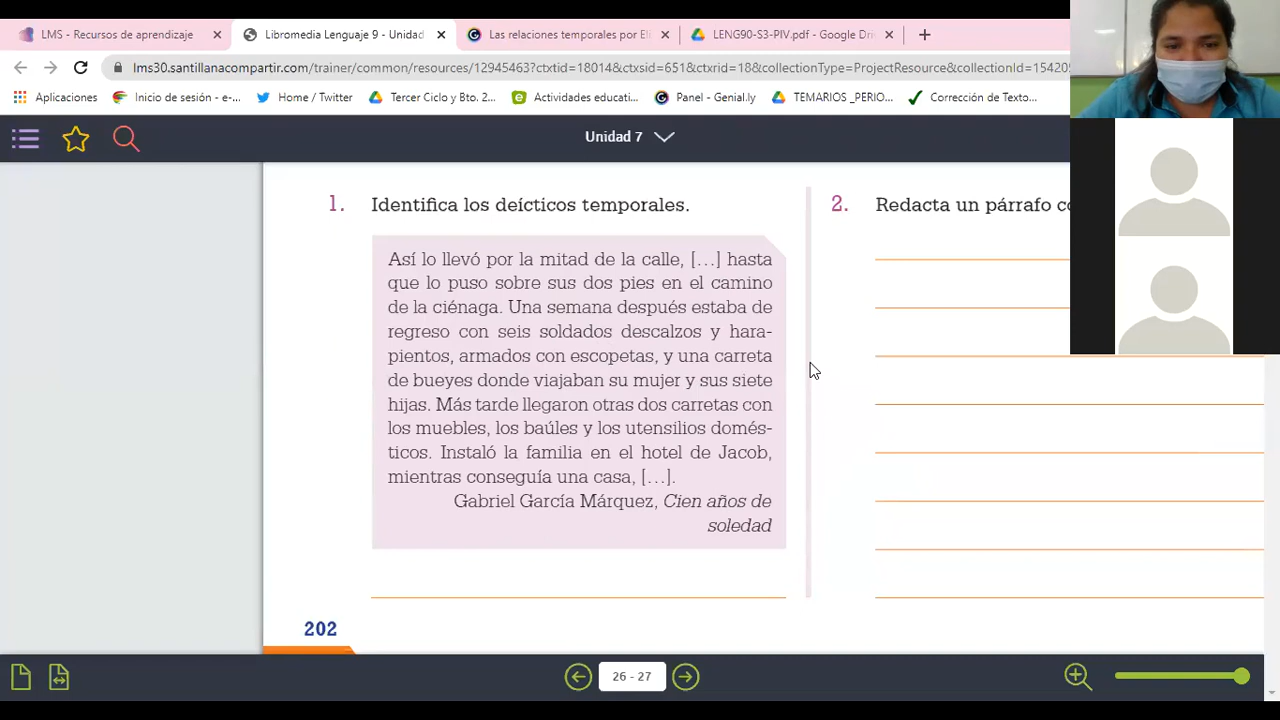 LMS - Recursos de aprendizaje
Libromedia Lenguaje 9 - Unidad
Las relaciones temporales por Eli
LENG90-S3-PIV.pdf - Google Dri
lms30.santillanacompartir.com/trainer/common/resources/12945463?ctxtid=18014&ctxsid=651&ctxrid=18&collectionType=ProjectResource&collectionId=154205
Aplicaciones
Inicio de sesión - e-...
Home / Twitter
Tercer Ciclo y Bto. 2...
Actividades educati...
Panel - Genial.ly
TEMARIOS _PERIO...
Corrección de Texto...
Unidad 7
1. Identifica los deícticos temporales.
Así lo llevó por la mitad de la calle, […] hasta
que lo puso sobre sus dos pies en el camino
de la ciénaga. Una semana después estaba de
regreso con seis soldados descalzos y hara-
pientos, armados con escopetas, y una carreta
de bueyes donde viajaban su mujer y sus siete
hijas. Más tarde llegaron otras dos carretas con
los muebles, los baúles y los utensilios domés-
ticos. Instaló la familia en el hotel de Jacob,
mientras conseguía una casa, […].
Gabriel García Márquez, Cien años de
soledad
2. Redacta un párrafo co
202
26 - 27